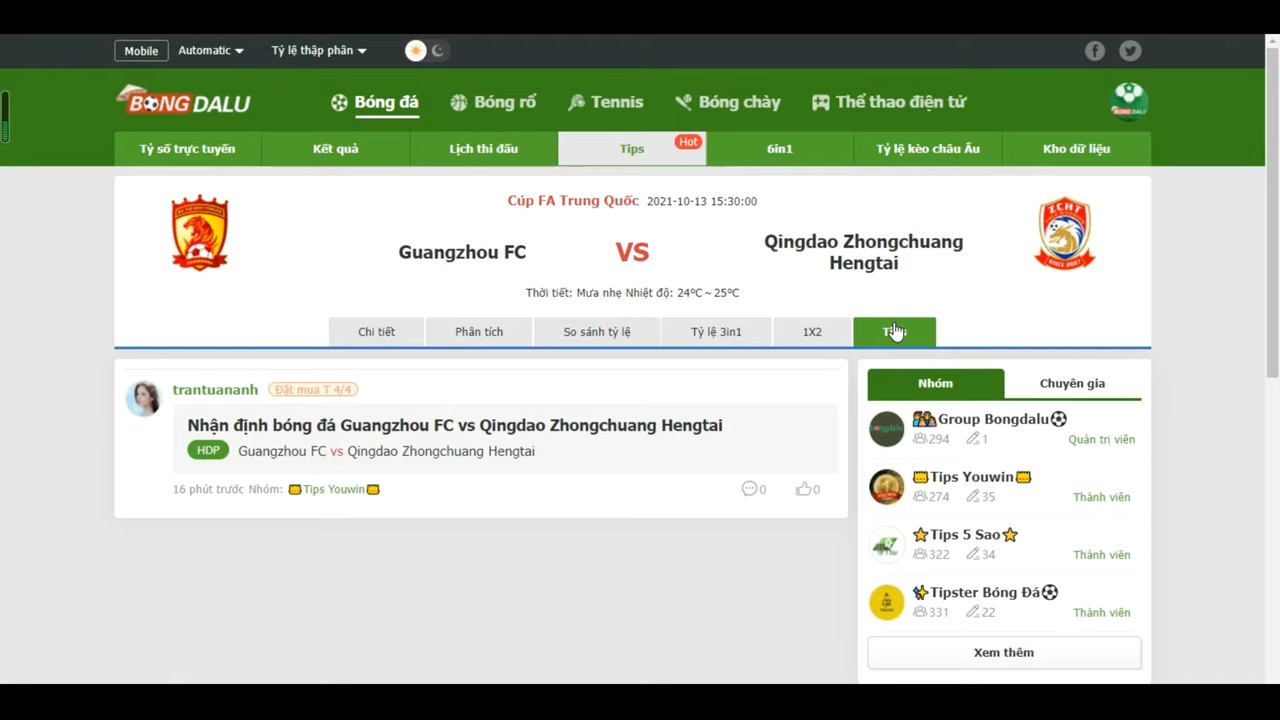 Mobile Automatic Tỷ lệ thập phân
BONGDALU Bóng đá Bóng rổ Tennis Bóng chày Thể thao điện tử
Tỷ số trực tuyến Kết quả Lịch thi đấu Tips Hot 6in1 Tỷ lệ kèo châu Âu Kho dữ liệu
Cúp FA Trung Quốc 2021-10-13 15:30:00
Guangzhou FC VS Qingdao Zhongchuang
Hengtai
Thời tiết: Mưa nhẹ Nhiệt độ: 24℃～25℃
Chi tiết Phân tích So sánh tỷ lệ Tỷ lệ 3in1 1X2
trantuananh Đặt mua T 4/4
Nhận định bóng đá Guangzhou FC vs Qingdao Zhongchuang Hengtai
HDP Guangzhou FC vs Qingdao Zhongchuang Hengtai
16 phút trước Nhóm: Tips Youwin 0 0
Nhóm Chuyên gia
Group Bongdalu
294 1 Quản trị viên
Tips Youwin
274 35 Thành viên
Tips 5 Sao
322 34 Thành viên
Tipster Bóng Đá
331 22 Thành viên
Xem thêm